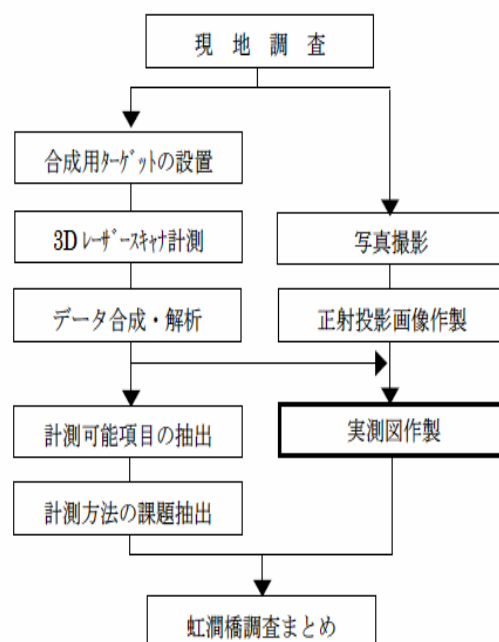 現 地 調 査
合成用ﾀｰｹﾞｯﾄの設置
3Dﾚｰｻﾞｰｽｷｬﾅ計測
写真撮影
データ合成・解析
正射投影画像作製
計測可能項目の抽出
実測図作製
計測方法の課題抽出
虹澗橋調査まとめ